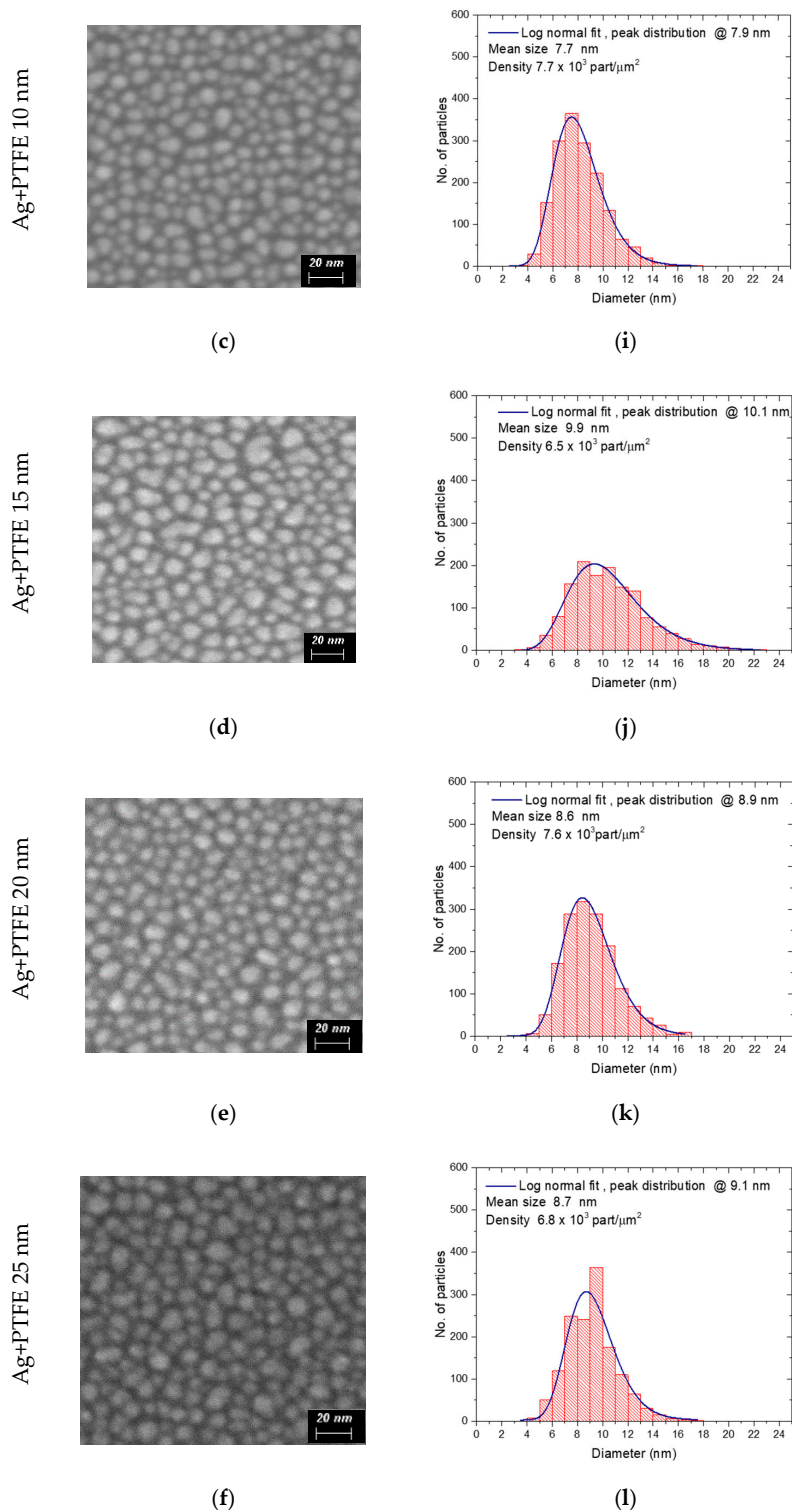 Ag+PTFE 10 nm
20 nm
(c)
600
500
400
300
200
100
0
No. of particles
Log normal fit , peak distribution @ 7.9 nm
Mean size 7.7 nm
Density 7.7 x 10³ part/μm²
0 2 4 6 8 10 12 14 16 18 20 22 24
Diameter (nm)
(i)
Ag+PTFE 15 nm
20 nm
(d)
600
500
400
300
200
100
0
No. of particles
Log normal fit , peak distribution @ 10.1 nm
Mean size 9.9 nm
Density 6.5 x 10³ part/μm²
0 2 4 6 8 10 12 14 16 18 20 22 24
Diameter (nm)
(j)
Ag+PTFE 20 nm
20 nm
(e)
600
500
400
300
200
100
0
No. of particles
Log normal fit , peak distribution @ 8.9 nm
Mean size 8.6 nm
Density 7.6 x 10³part/μm²
0 2 4 6 8 10 12 14 16 18 20 22 24
Diameter (nm)
(k)
Ag+PTFE 25 nm
20 nm
(f)
600
500
400
300
200
100
0
No. of particles
Log normal fit , peak distribution @ 9.1 nm
Mean size 8.7 nm
Density 6.8 x 10³ part/μm²
0 2 4 6 8 10 12 14 16 18 20 22 24
Diameter (nm)
(l)